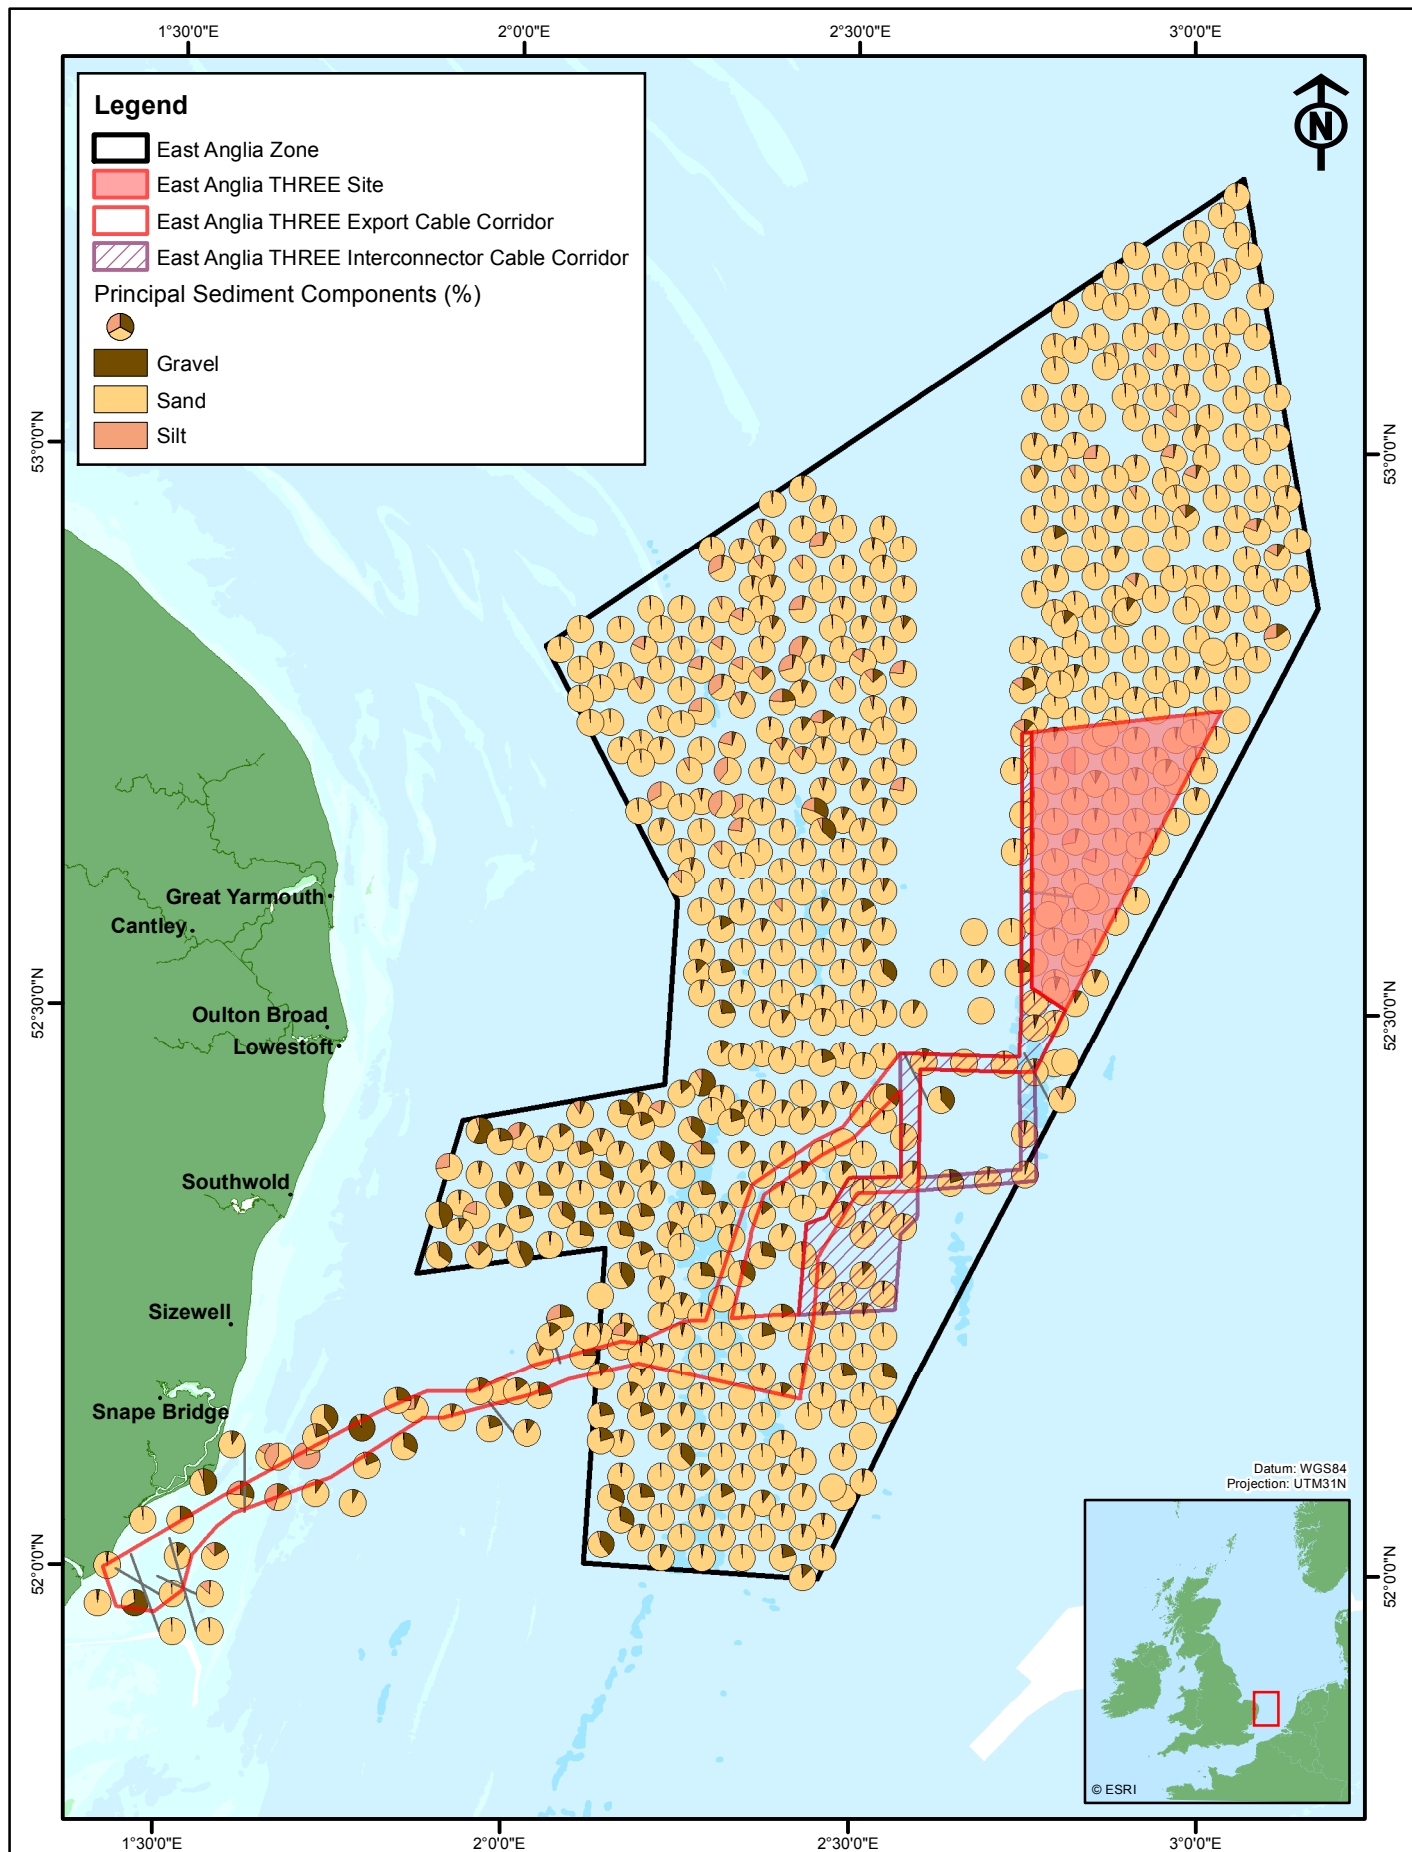 1°30'0"E
2°0'0"E
2°30'0"E
3°0'0"E
Legend
East Anglia Zone
East Anglia THREE Site
East Anglia THREE Export Cable Corridor
East Anglia THREE Interconnector Cable Corridor
Principal Sediment Components (%)
Gravel
Sand
Silt
N
53°0'0"N
53°0'0"N
Great Yarmouth
Cantley
52°30'0"N
52°30'0"N
Oulton Broad
Lowestoft
Southwold
Sizewell
Snape Bridge
Datum: WGS84
Projection: UTM31N
52°0'0"N
52°0'0"N
© ESRI
1°30'0"E
2°0'0"E
2°30'0"E
3°0'0"E